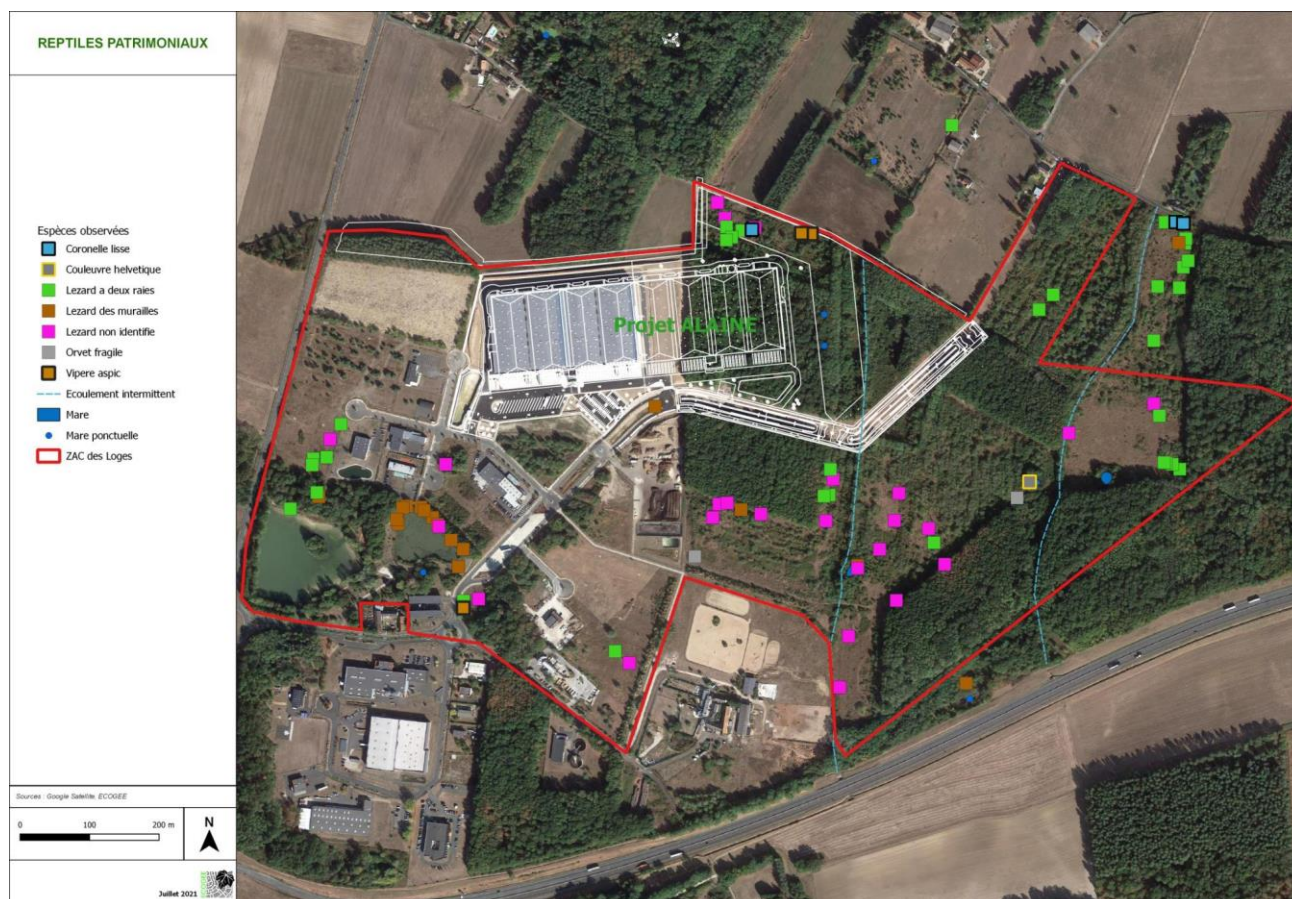 REPTILES PATRIMONIAUX
Espèces observées
Coronelle lisse
Couleuvre helvetique
Lezard a deux raies
Lezard des murailles
Lezard non identifie
Orvet fragile
Vipere aspic
Ecoulement intermittent
Mare
Mare ponctuelle
ZAC des Loges
Projet ALAINE
Sources : Google Satellite, ECOGEE
0 100 200 m
N
Juillet 2021
ECOGEE